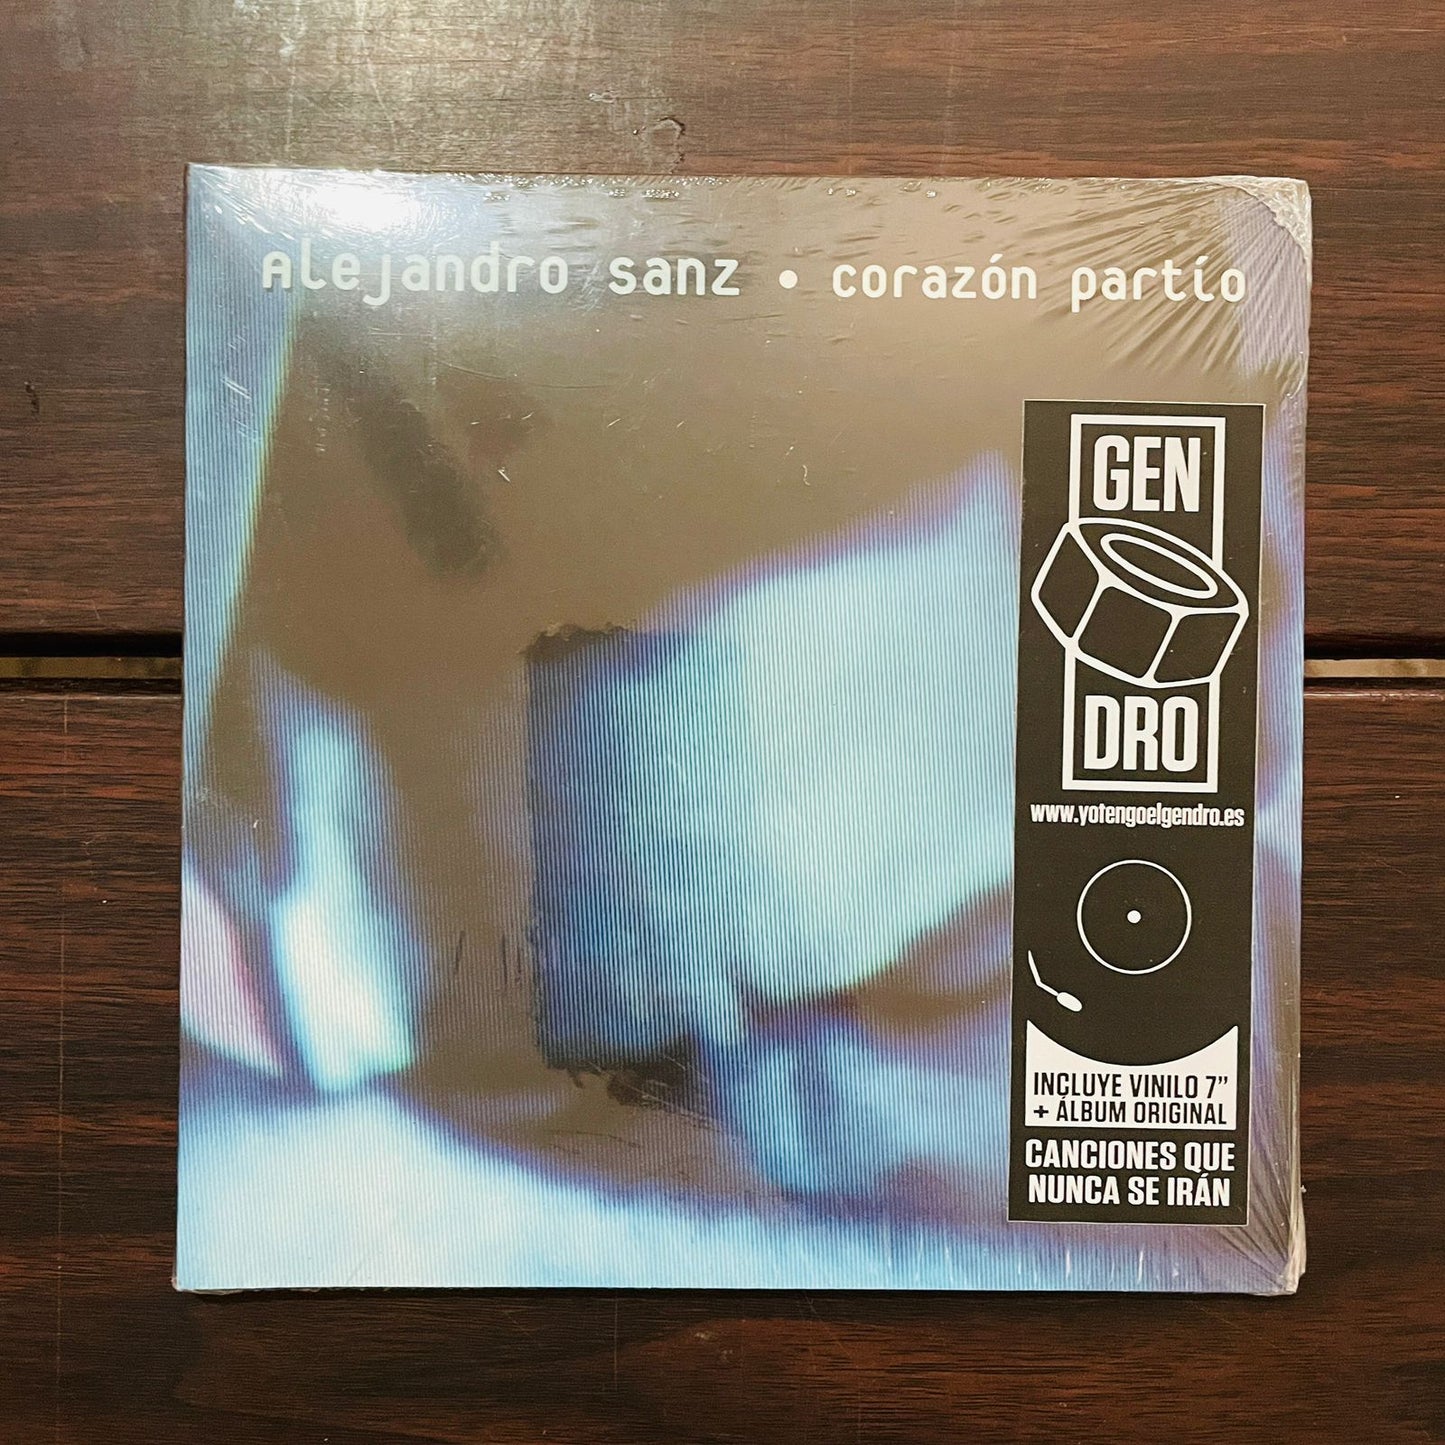 Alejandro sanz • corazón partío
GEN
DRO
www.yotengoelgendro.es
INCLUYE VINILO 7”
+ ÁLBUM ORIGINAL
CANCIONES QUE
NUNCA SE IRÁN